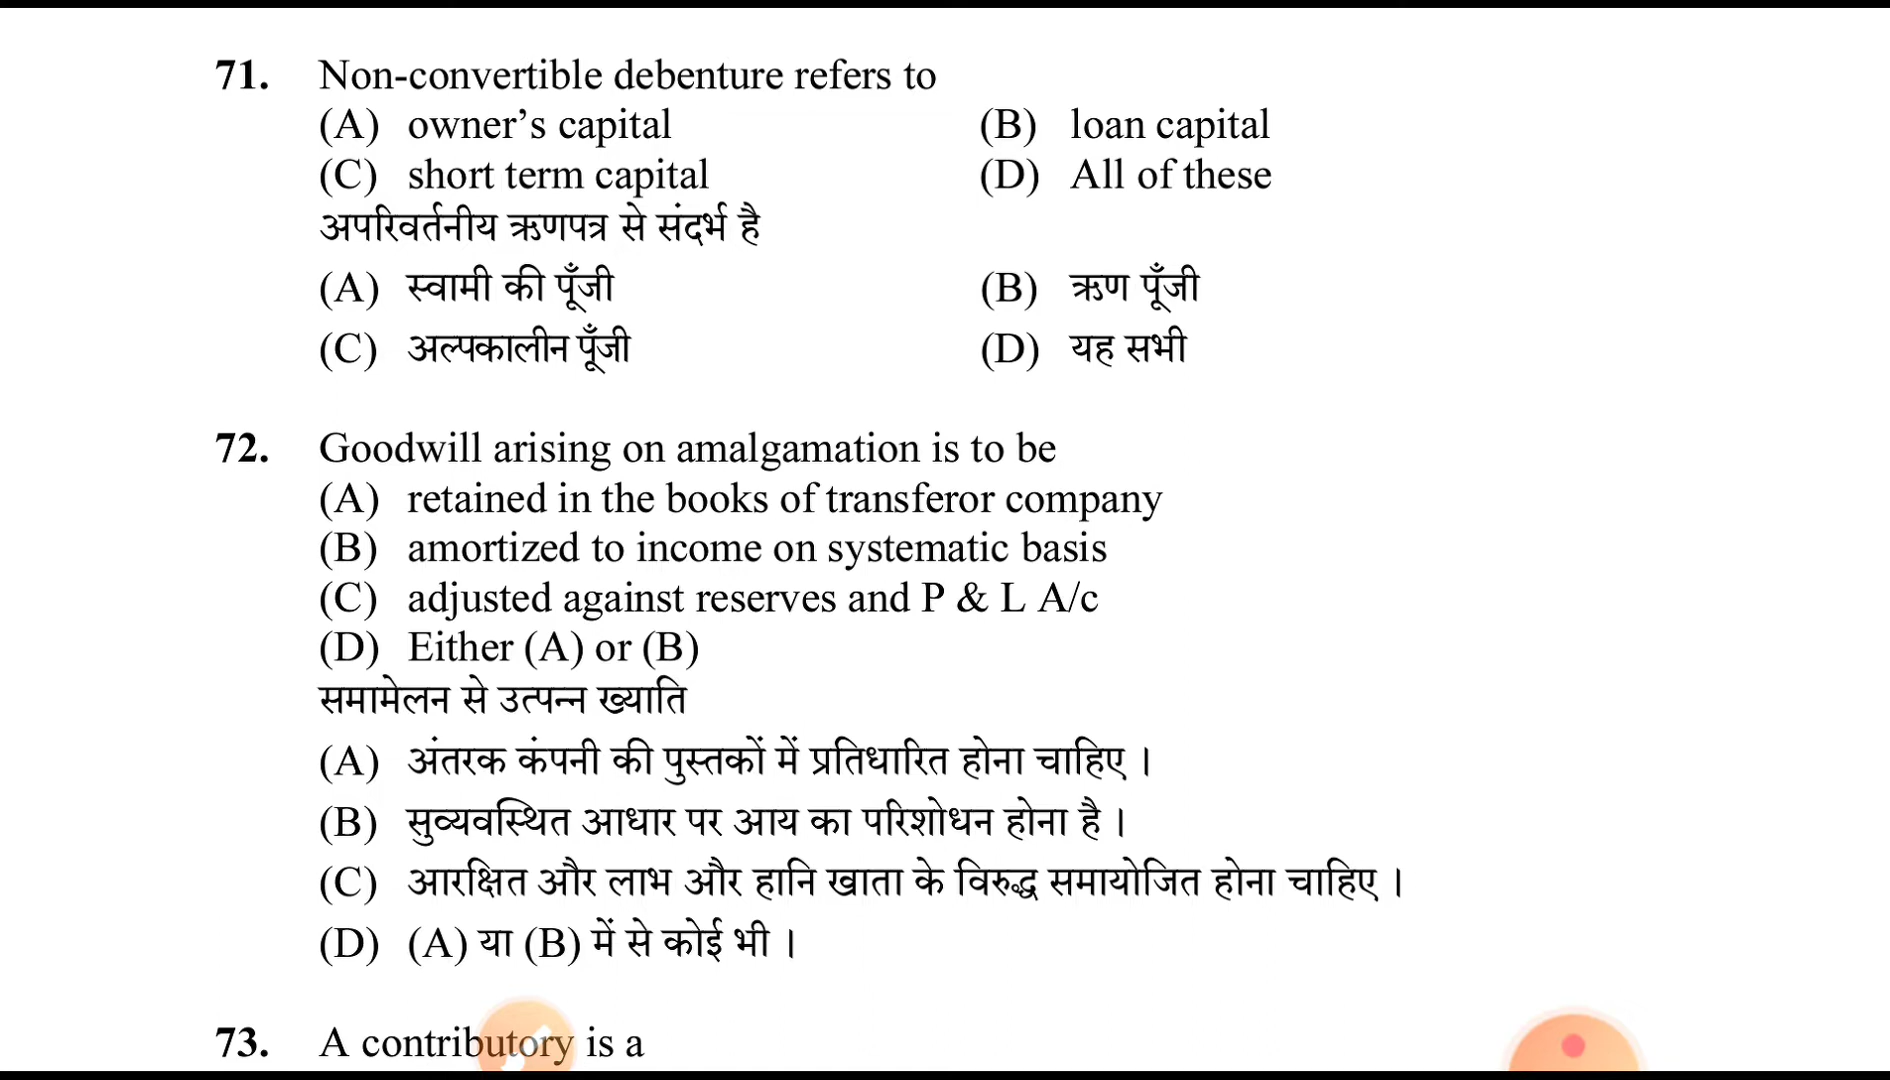 71. Non-convertible debenture refers to
(A) owner’s capital (B) loan capital
(C) short term capital (D) All of these
अपरिवर्तनीय ऋणपत्र से संदर्भ है
(A) स्वामी की पूँजी (B) ऋण पूँजी
(C) अल्पकालीन पूँजी (D) यह सभी
72. Goodwill arising on amalgamation is to be
(A) retained in the books of transferor company
(B) amortized to income on systematic basis
(C) adjusted against reserves and P & L A/c
(D) Either (A) or (B)
समामेलन से उत्पन्न ख्याति
(A) अंतरक कंपनी की पुस्तकों में प्रतिधारित होना चाहिए ।
(B) सुव्यवस्थित आधार पर आय का परिशोधन होना है ।
(C) आरक्षित और लाभ और हानि खाता के विरुद्ध समायोजित होना चाहिए ।
(D) (A) या (B) में से कोई भी ।
73. A contributory is a